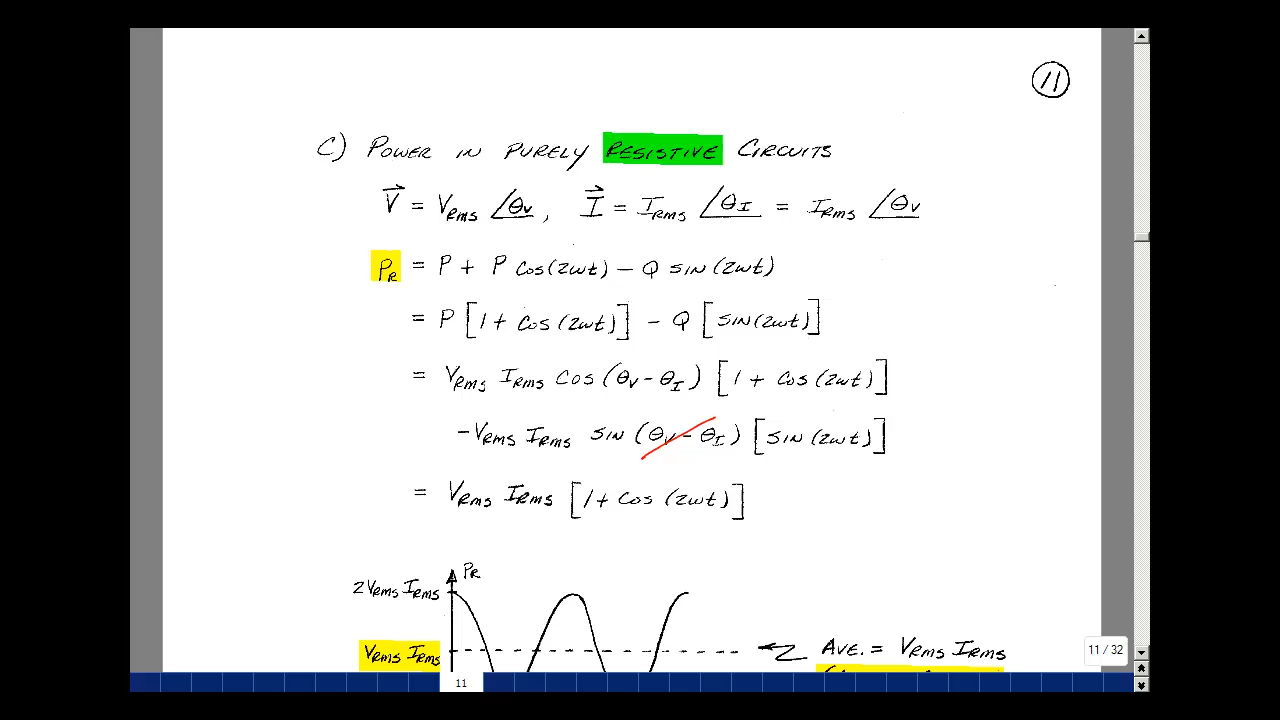 11
C) POWER IN PURELY RESISTIVE CIRCUITS
V⃗ = VRMS ∠θV, I⃗ = IRMS ∠θI = IRMS ∠θV
PR = P + P cos(2ωt) - Q SIN(2ωt)
= P [1 + cos(2ωt)] - Q [SIN(2ωt)]
= VRMS IRMS COS (θV - θI) [1 + COS(2ωt)]
- VRMS IRMS SIN (θV - θI) [SIN(2ωt)]
= VRMS IRMS [1 + cos(2ωt)]
PR
2 VRMS IRMS
VRMS IRMS
AVE. = VRMS IRMS
11 / 32
11